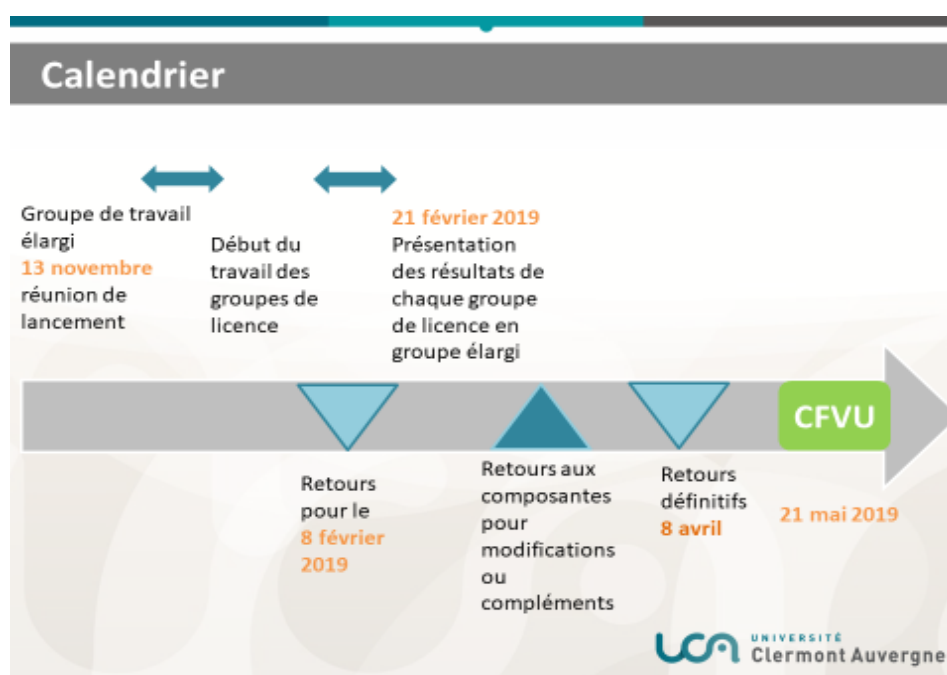 Calendrier
Groupe de travail
élargi
13 novembre
réunion de
lancement
Début du
travail des
groupes de
licence
21 février 2019
Présentation
des résultats de
chaque groupe
de licence en
groupe élargi
CFVU
Retours
pour le
8 février
2019
Retours aux
composantes
pour
modifications
ou
compléments
Retours
définitifs
8 avril
21 mai 2019
UCA
UNIVERSITÉ
Clermont Auvergne